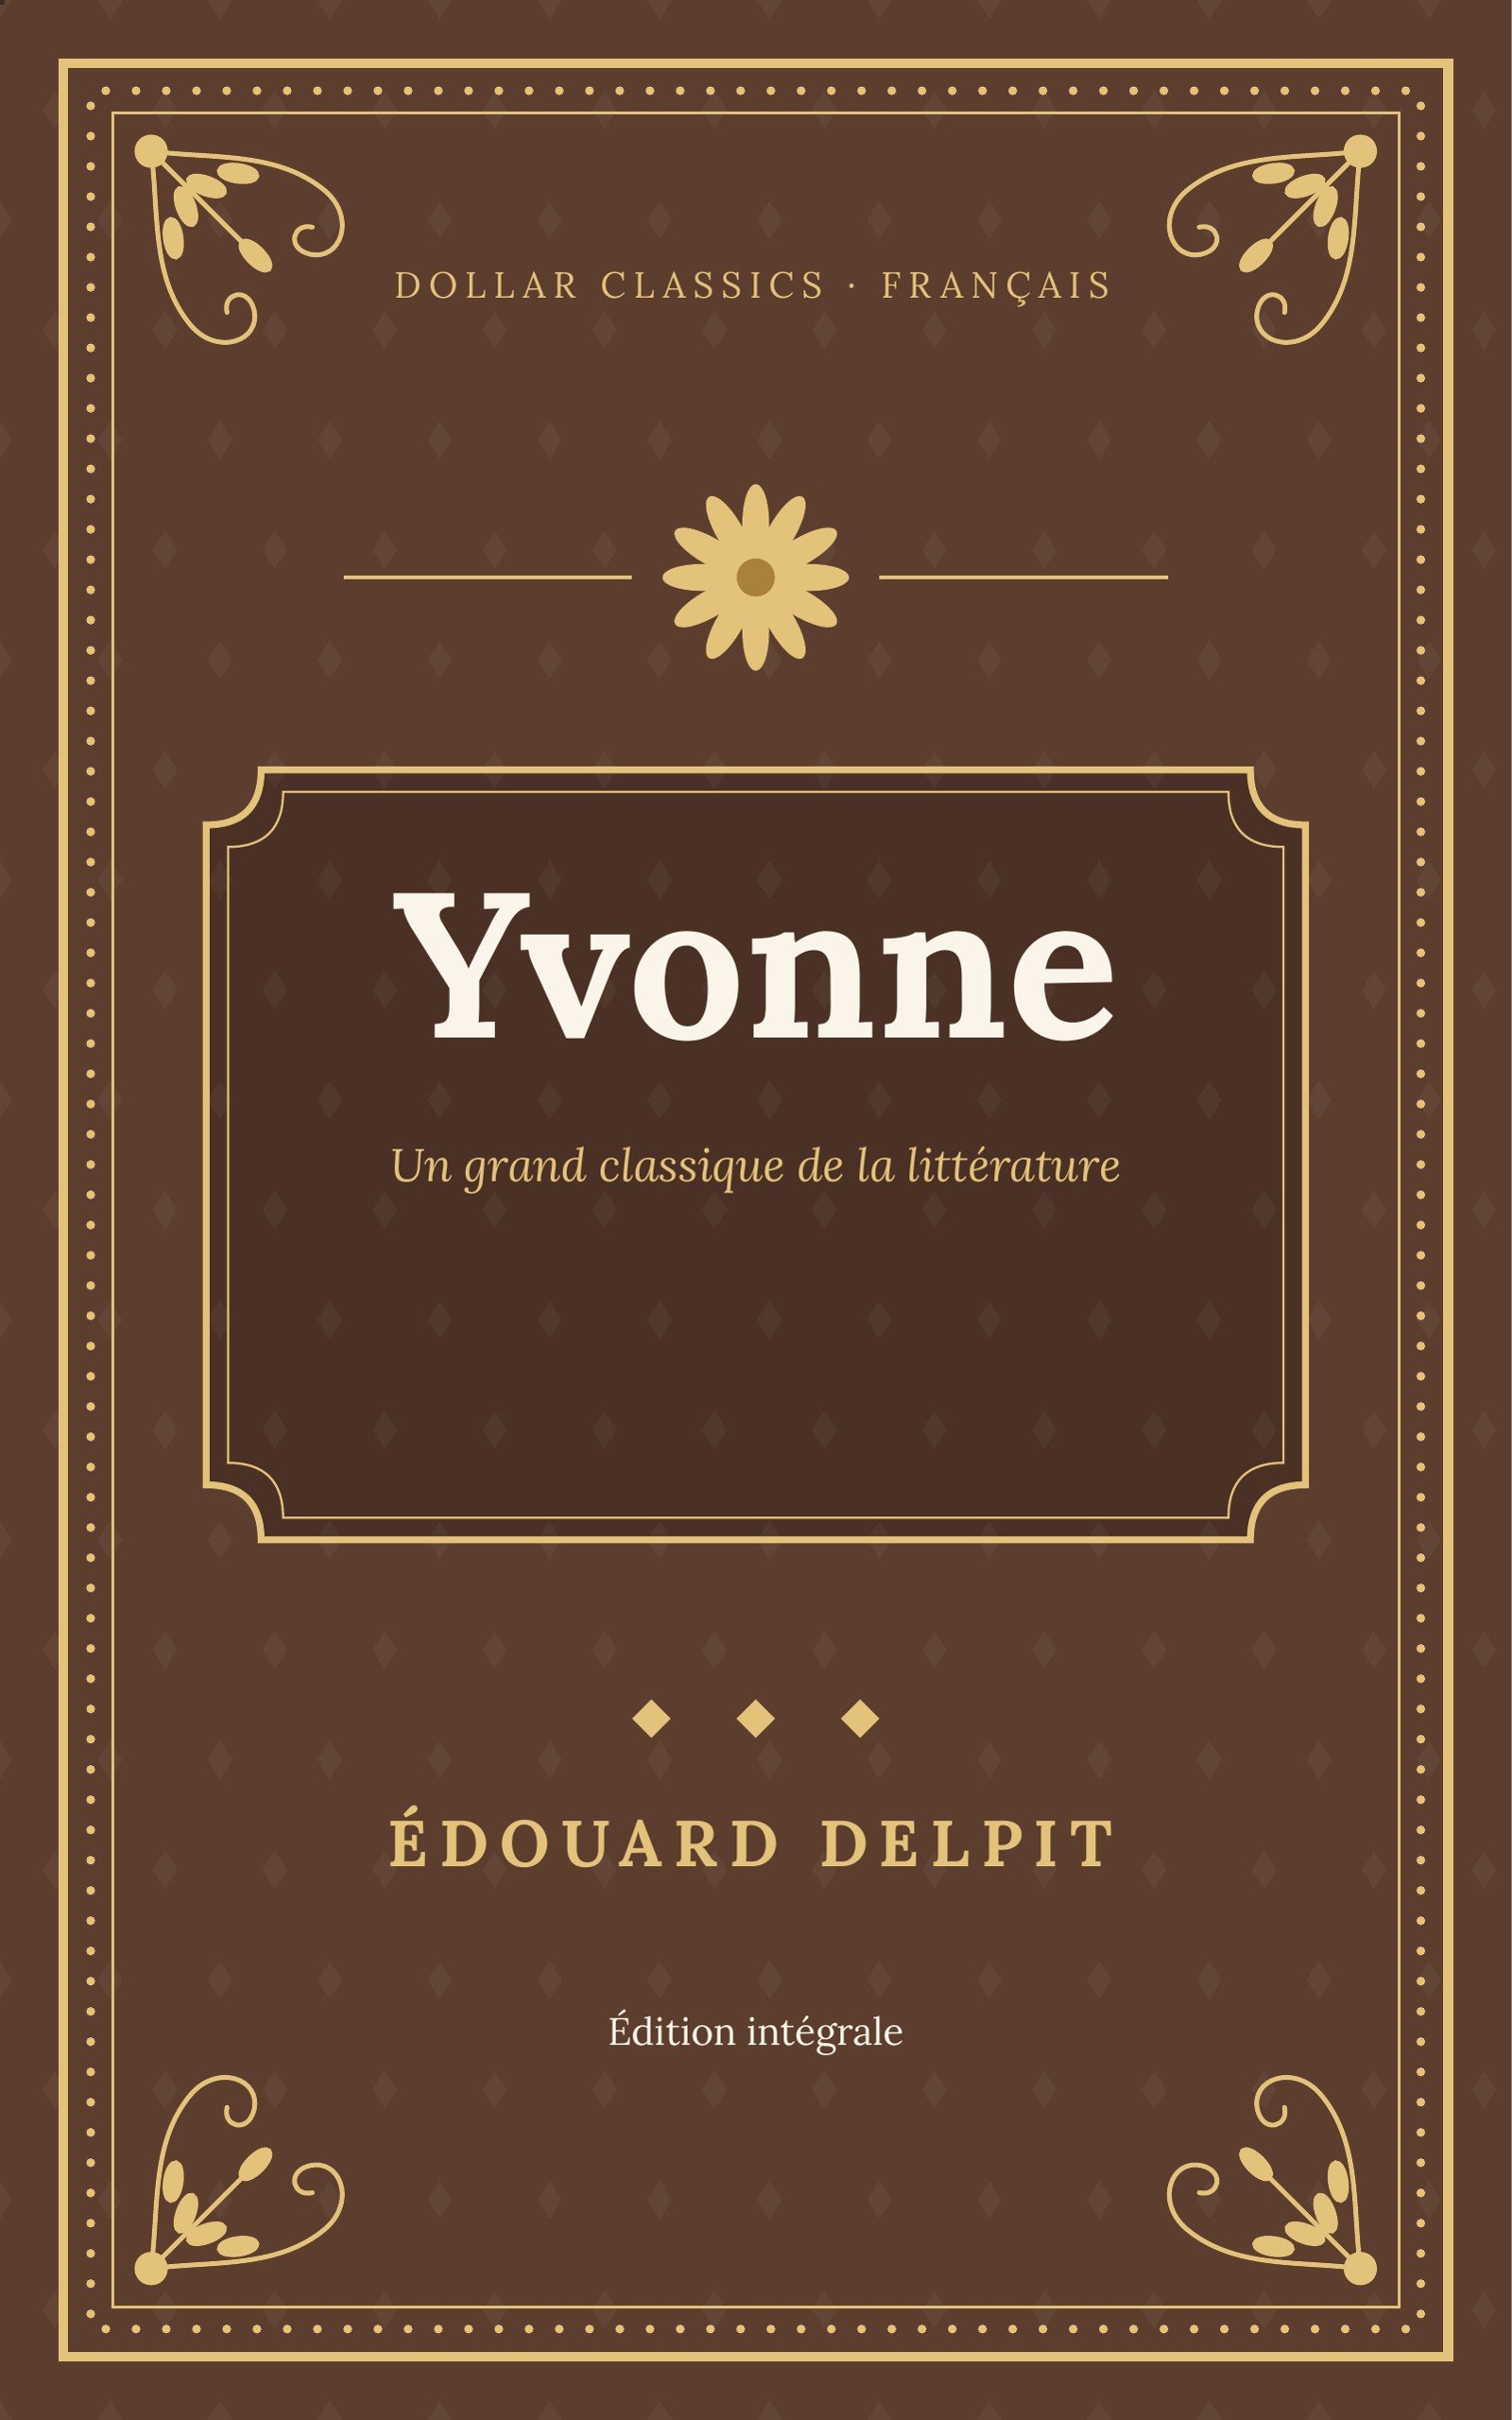 DOLLAR CLASSICS · FRANÇAIS
Yvonne
Un grand classique de la littérature
ÉDOUARD DELPIT
Édition intégrale